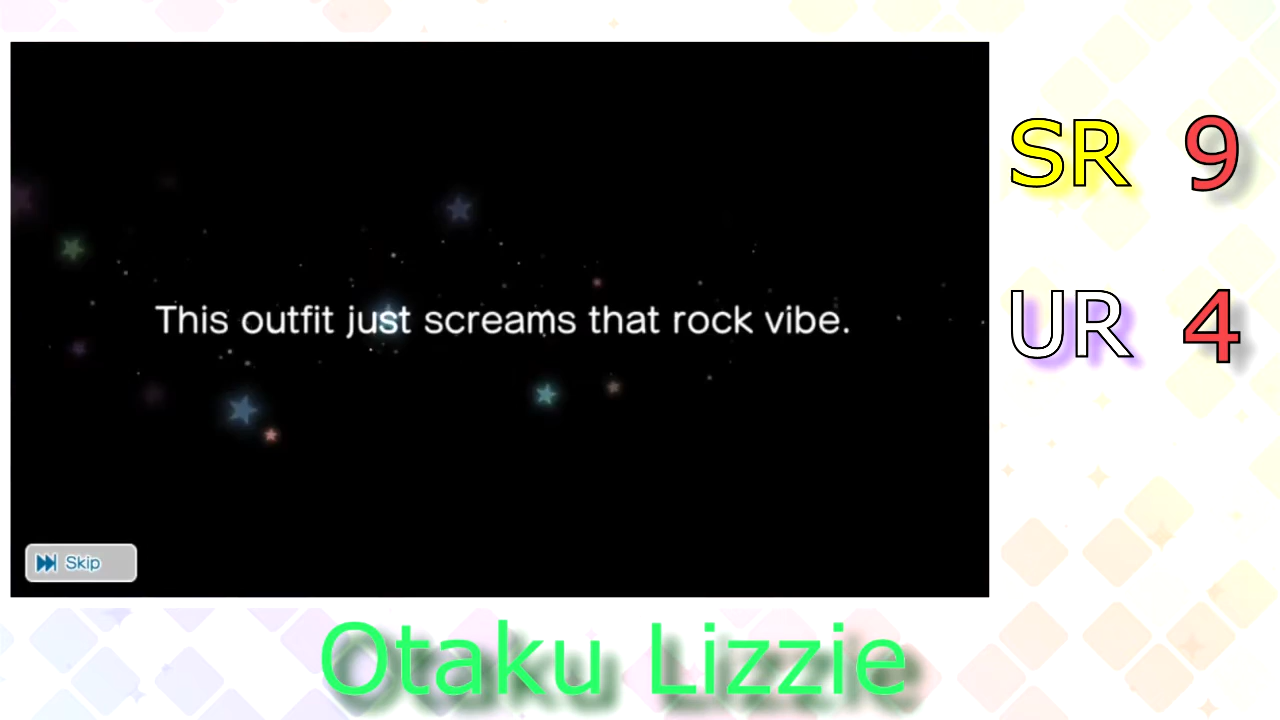 SR 9
This outfit just screams that rock vibe.
UR 4
Skip
Otaku Lizzie